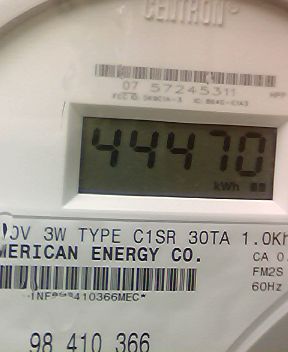 CENTRON®
07 57245311
44470
kWh
0V 3W TYPE C1SR 30TA 1.0Kh
MERICAN ENERGY CO.
CA 0.
FM2S
60Hz
98 410 366